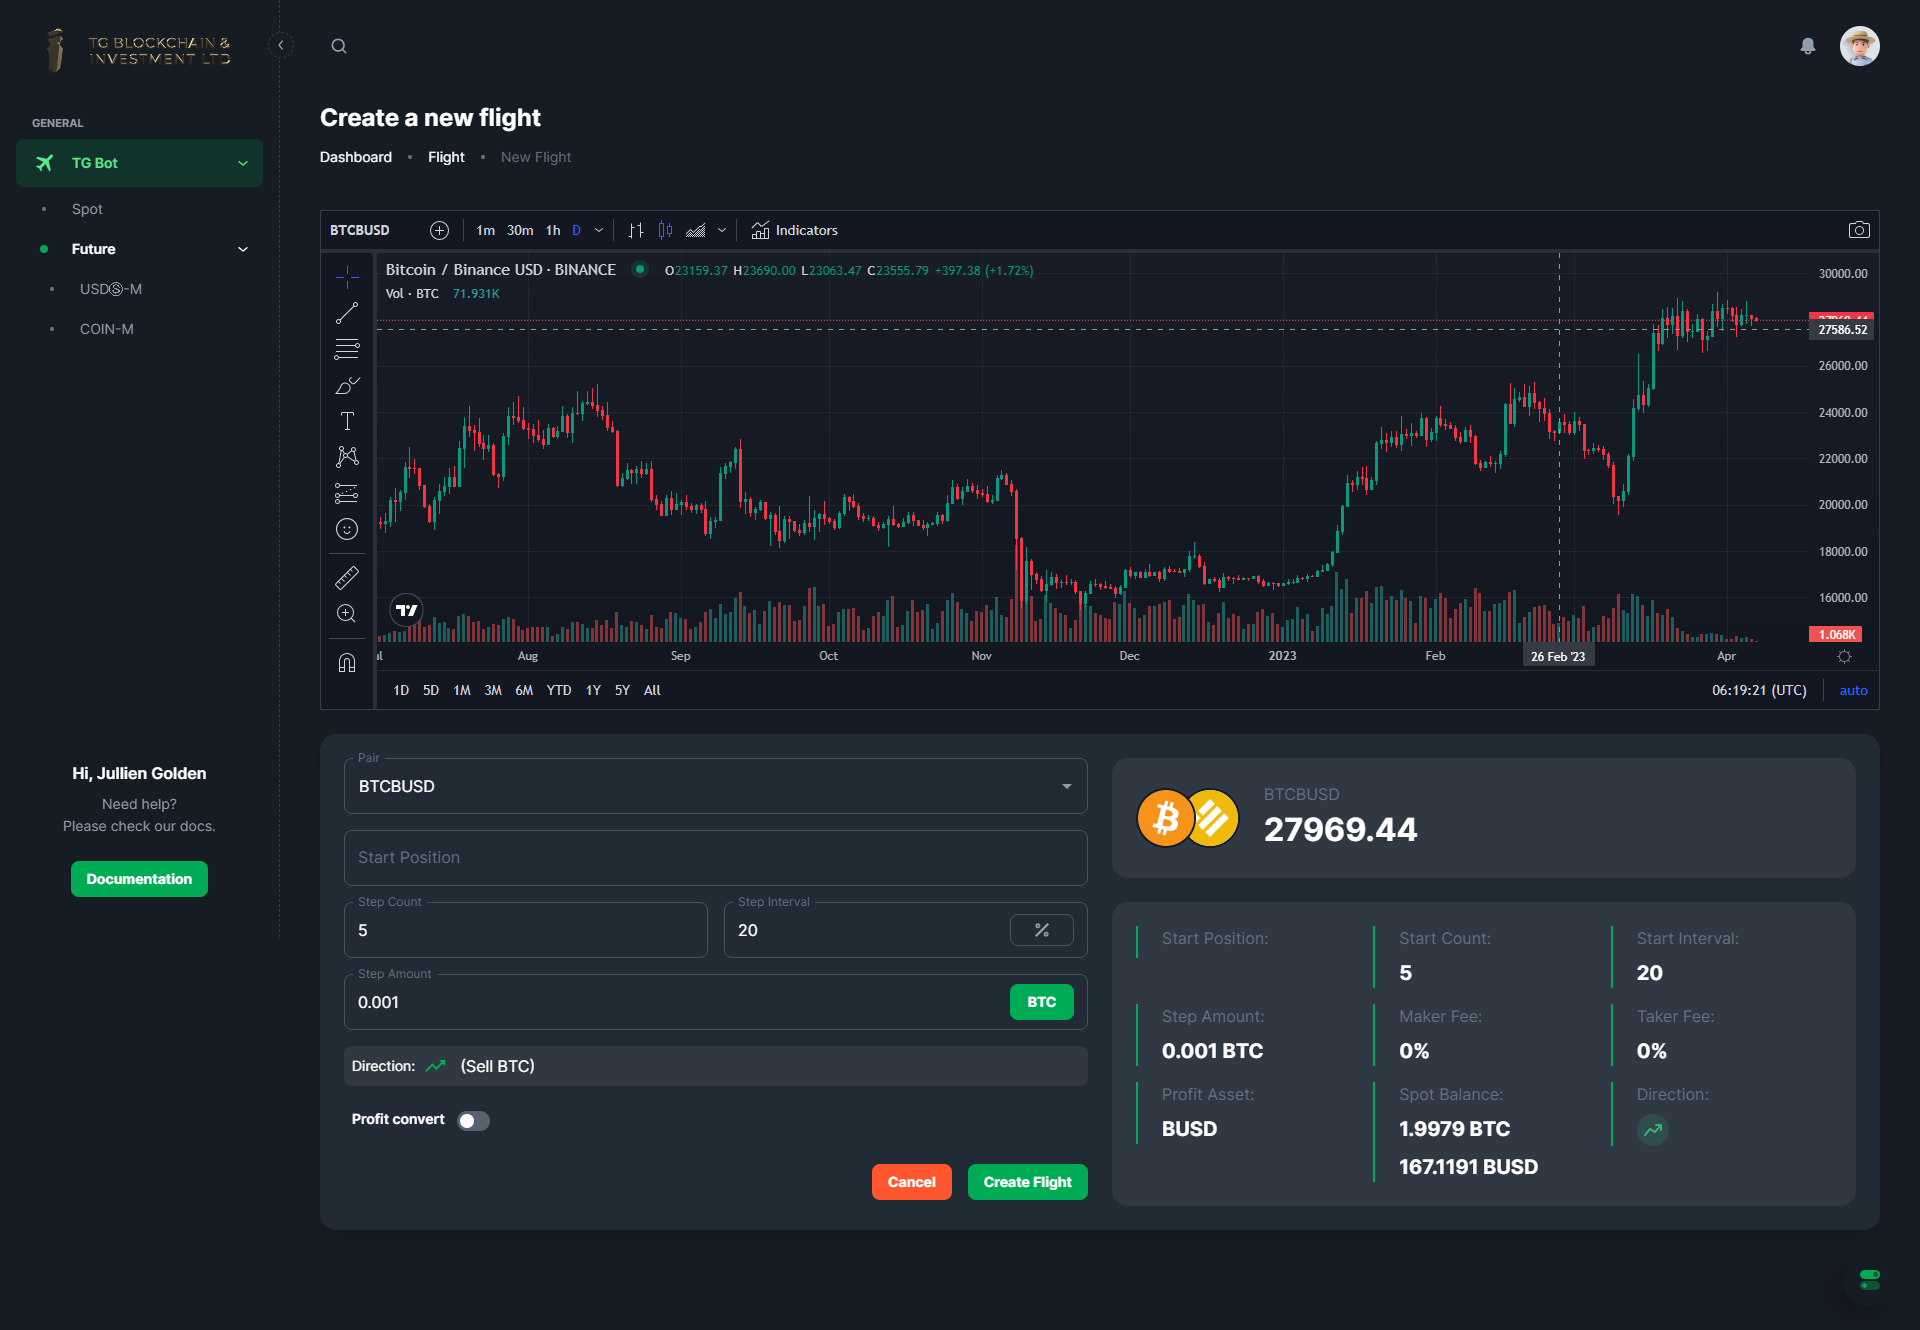 TG BLOCKCHAIN &
INVESTMENT LTD
GENERAL
TG Bot
Spot
Future
USDⓈ-M
COIN-M
Hi, Jullien Golden
Need help?
Please check our docs.
Documentation
Create a new flight
Dashboard • Flight • New Flight
BTCBUSD 1m 30m 1h D Indicators
Bitcoin / Binance USD · BINANCE O23159.37 H23690.00 L23063.47 C23555.79 +397.38 (+1.72%)
Vol · BTC 71.931K
30000.00
27969.44
27586.52
26000.00
24000.00
22000.00
20000.00
18000.00
16000.00
1.068K
Aug Sep Oct Nov Dec 2023 Feb 26 Feb '23 Apr
1D 5D 1M 3M 6M YTD 1Y 5Y All 06:19:21 (UTC) auto
Pair
BTCBUSD
Start Position
Step Count
5
Step Interval
20 %
Step Amount
0.001 BTC
Direction: (Sell BTC)
Profit convert
Cancel Create Flight
BTCBUSD
27969.44
Start Position: Start Count: Start Interval:
5 20
Step Amount: Maker Fee: Taker Fee:
0.001 BTC 0% 0%
Profit Asset: Spot Balance: Direction:
BUSD 1.9979 BTC
167.1191 BUSD